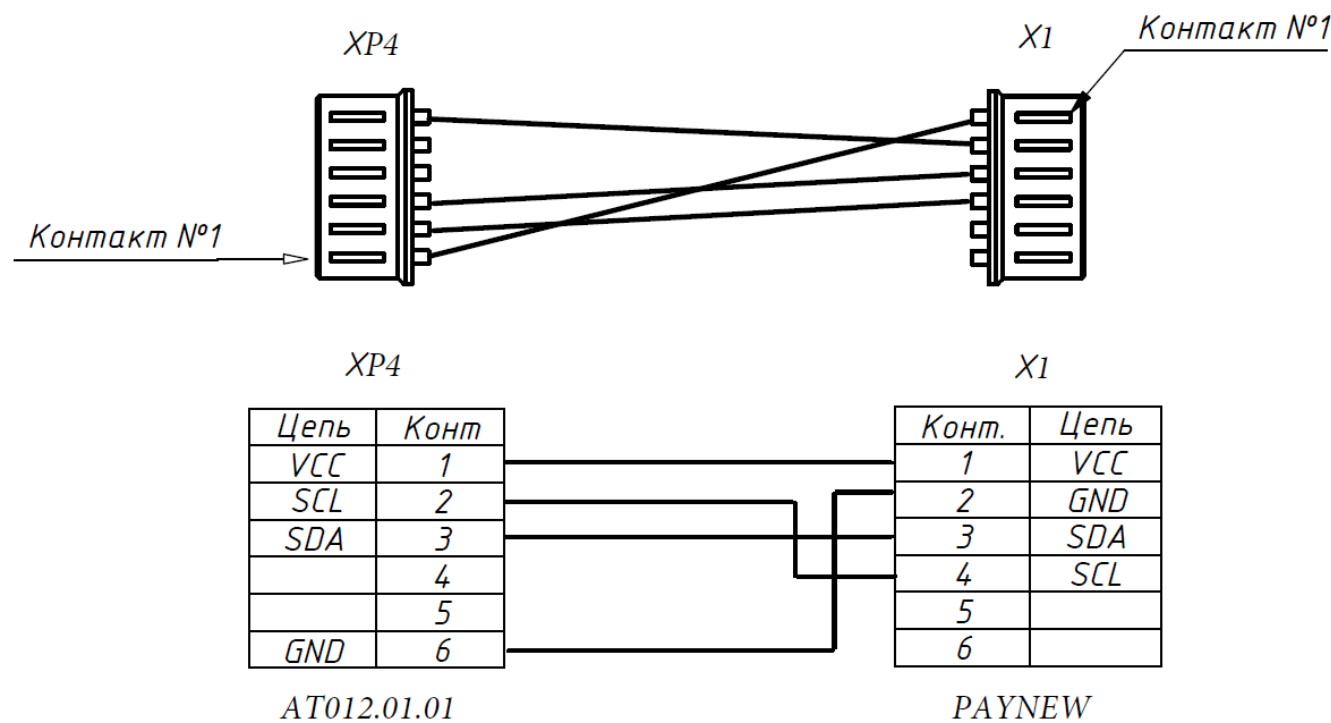 Контакт №1
XP4
X1
Контакт №1
XP4
X1
Цепь Конт
VCC 1
SCL 2
SDA 3
4
5
GND 6
Конт. Цепь
1 VCC
2 GND
3 SDA
4 SCL
5
6
AT012.01.01
PAYNEW